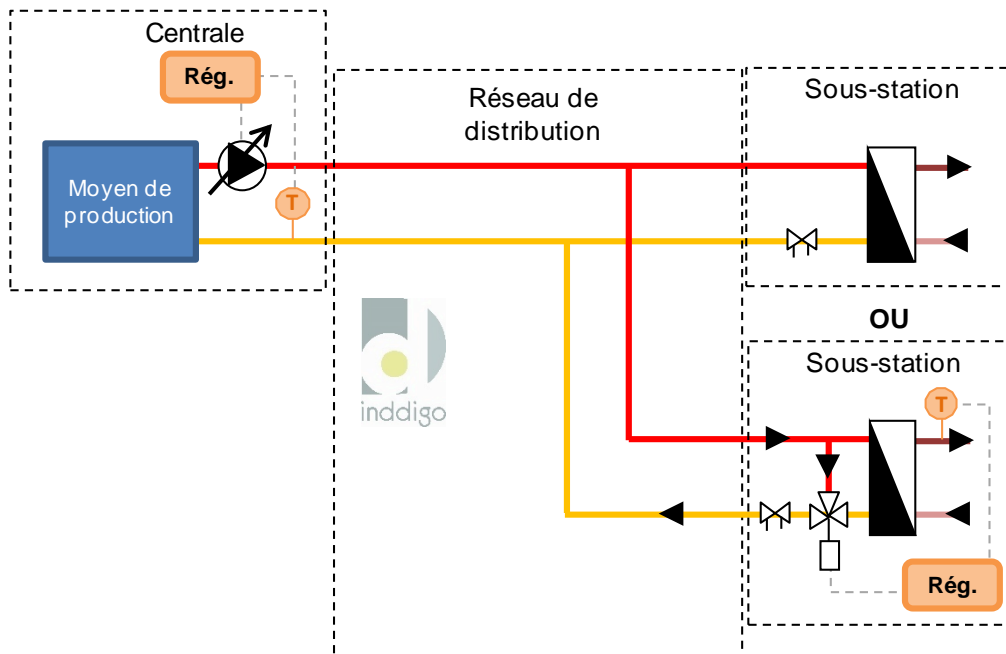 Centrale
Rég.
Réseau de
distribution
Sous-station
Moyen de
production
T
OU
Sous-station
inddigo
T
Rég.